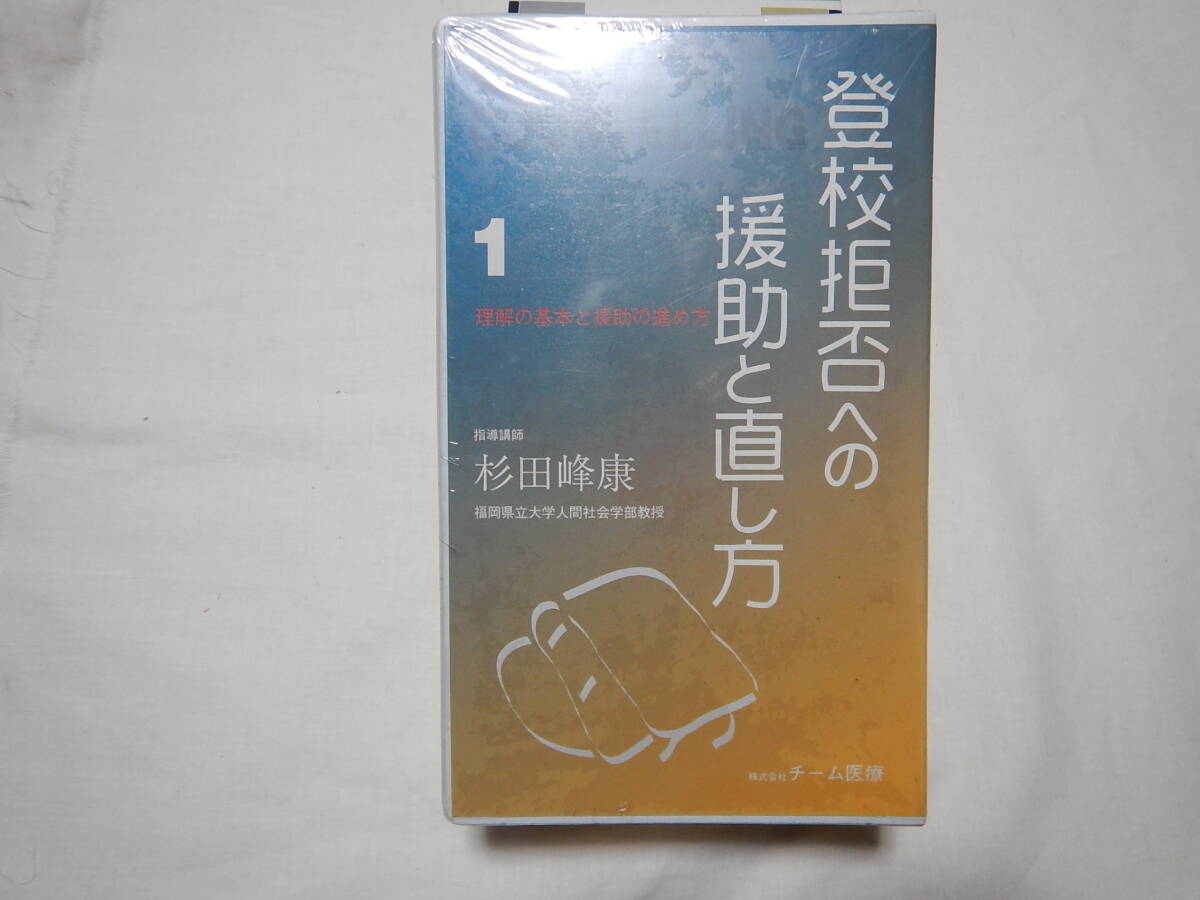 登校拒否への
援助と直し方
1
理解の基本と援助の進め方
指導講師
杉田峰康
福岡県立大学人間社会学部教授
株式会社 チーム医療